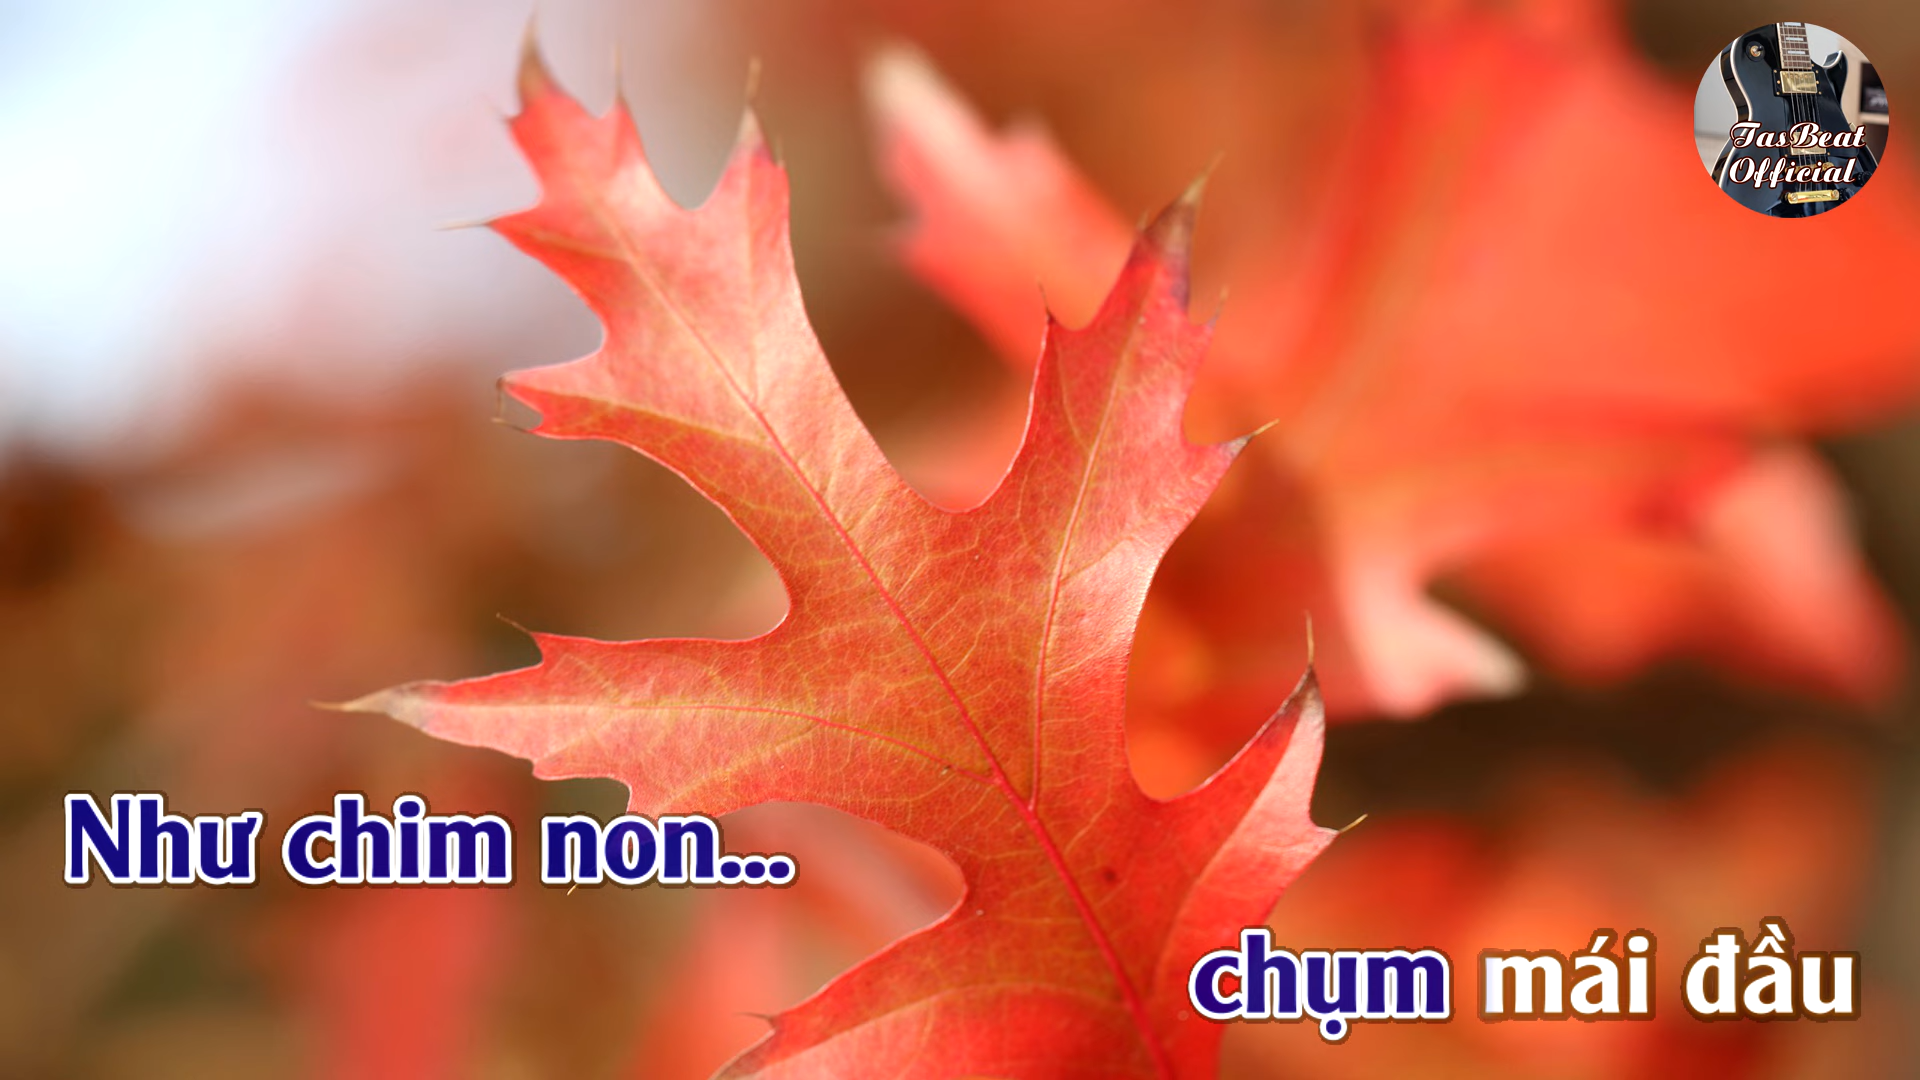 TasBeat
Official
Như chim non...
chụm mái đầu